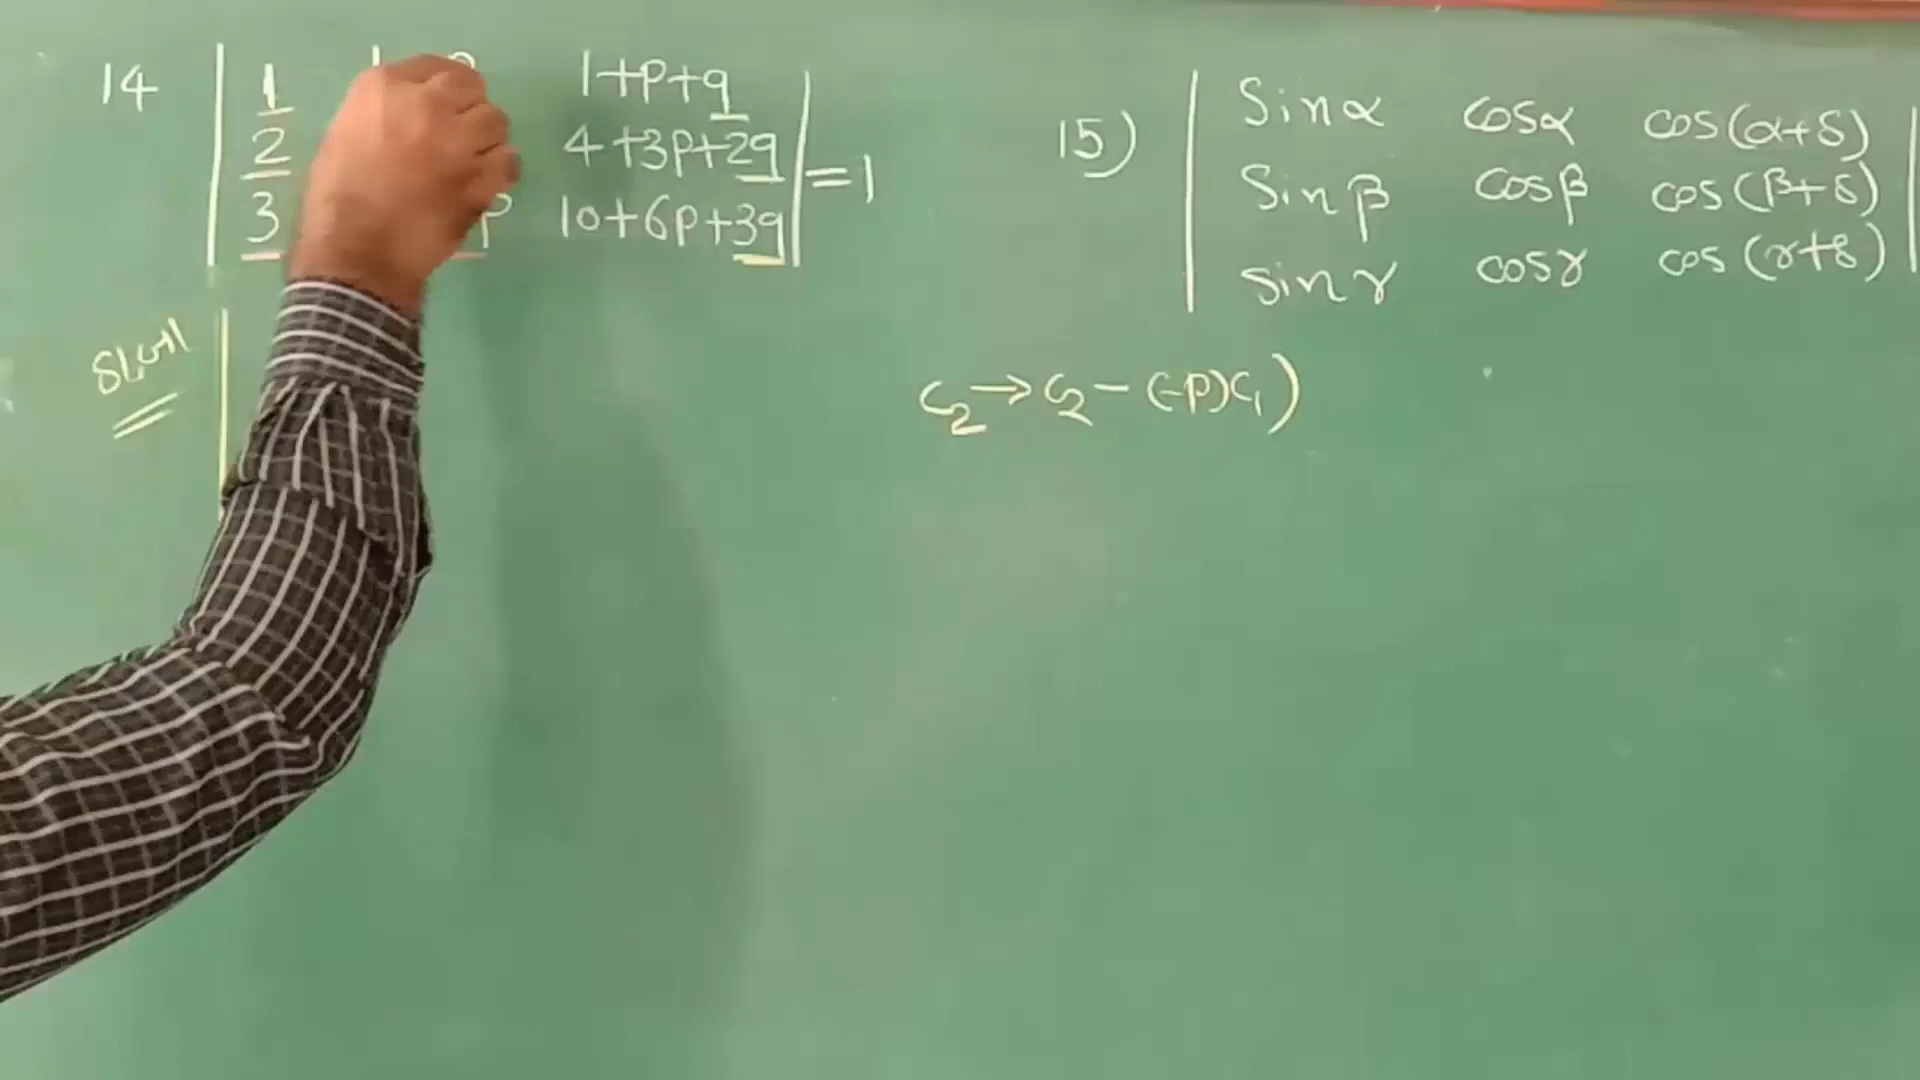 14 | 1 1+p+q |
2 4+3p+2q | =1
3 p 10+6p+3q |
Sluti
15) | Sinα cosα cos(α+δ) |
Sinβ cosβ cos(β+δ)
sinγ cosγ cos(γ+δ)
C₂→C₂-(-P)C₁)